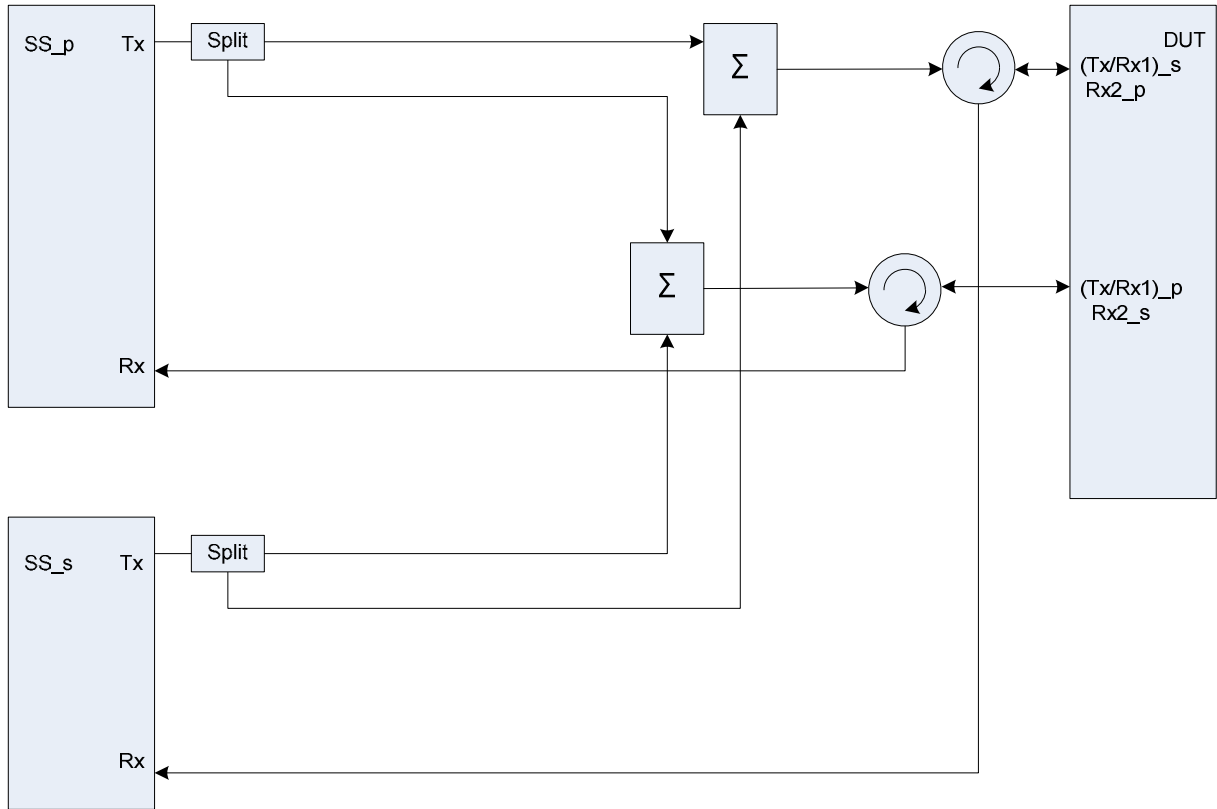 SS_p Tx
Split
Σ
DUT
(Tx/Rx1)_s
Rx2_p
Σ
(Tx/Rx1)_p
Rx2_s
Rx
SS_s Tx
Split
Rx